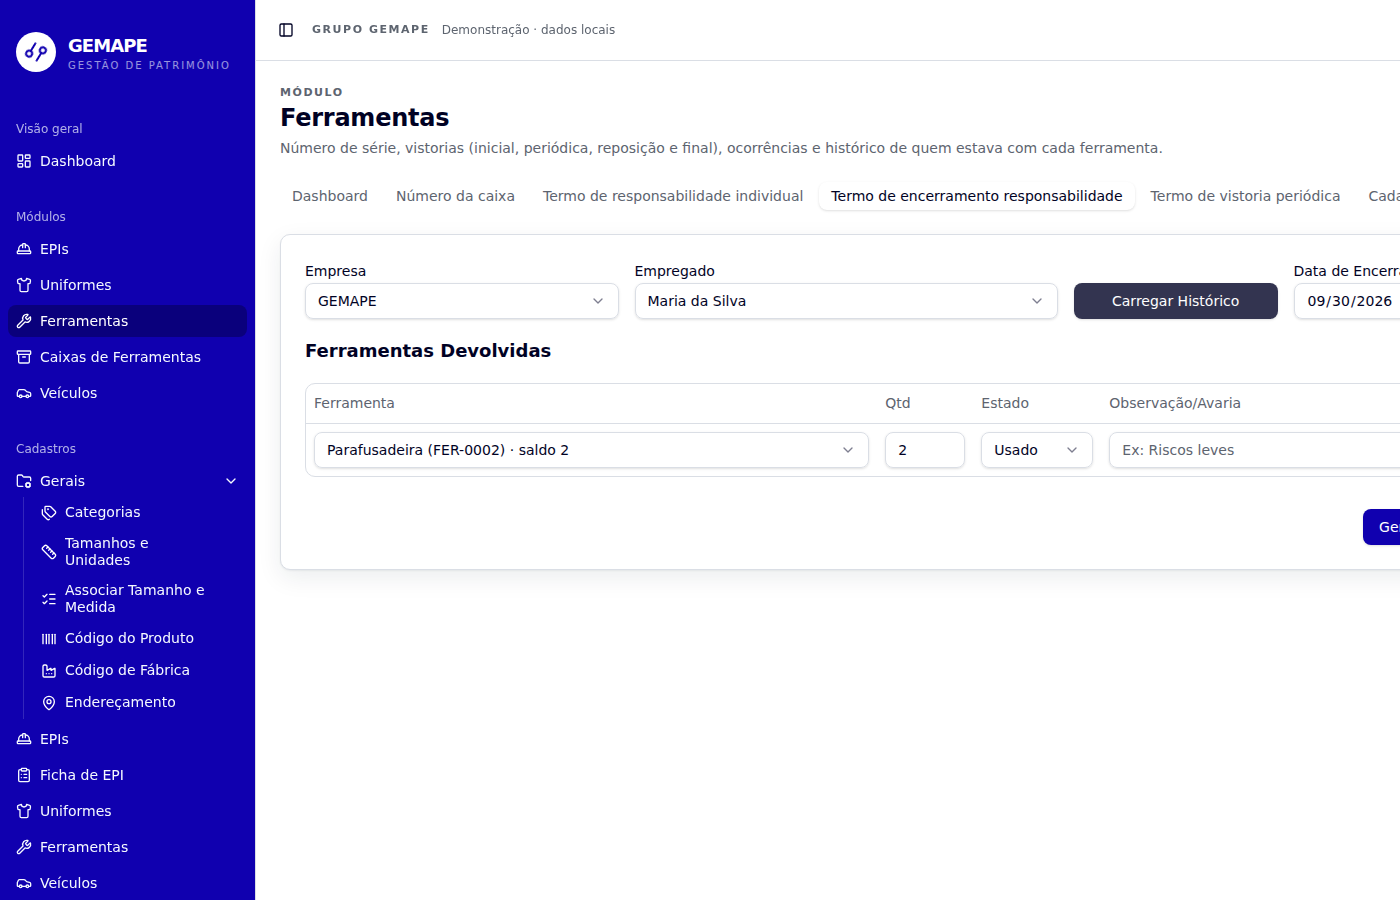 GEMAPE
GESTÃO DE PATRIMÔNIO
Visão geral
Dashboard
Módulos
EPIs
Uniformes
Ferramentas
Caixas de Ferramentas
Veículos
Cadastros
Gerais
Categorias
Tamanhos e
Unidades
Associar Tamanho e
Medida
Código do Produto
Código de Fábrica
Endereçamento
EPIs
Ficha de EPI
Uniformes
Ferramentas
Veículos
GRUPO GEMAPE Demonstração · dados locais
MÓDULO
Ferramentas
Número de série, vistorias (inicial, periódica, reposição e final), ocorrências e histórico de quem estava com cada ferramenta.
Dashboard Número da caixa Termo de responsabilidade individual Termo de encerramento responsabilidade Termo de vistoria periódica Cada
Empresa Empregado Data de Encerr
GEMAPE Maria da Silva Carregar Histórico 09/30/2026
Ferramentas Devolvidas
Ferramenta Qtd Estado Observação/Avaria
Parafusadeira (FER-0002) · saldo 2 2 Usado Ex: Riscos leves
Ge